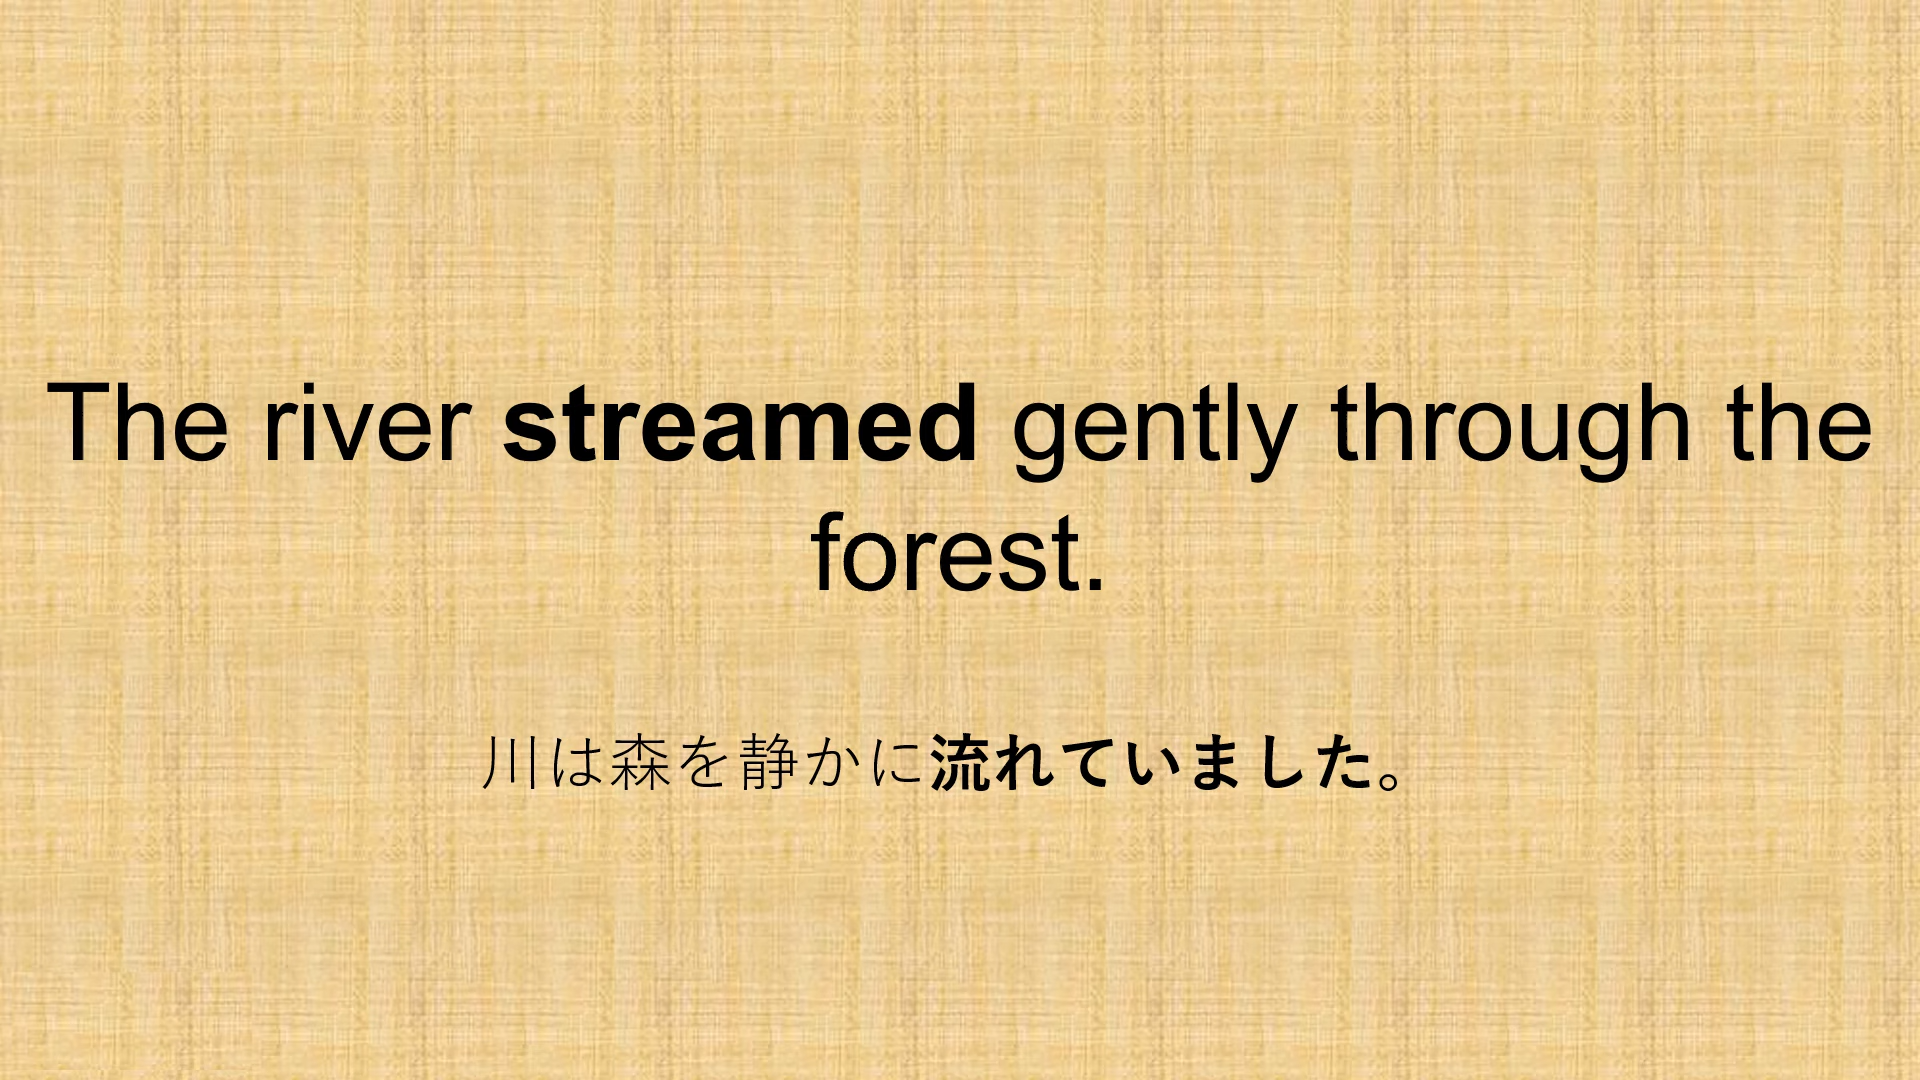 The river streamed gently through the
forest.
川は森を静かに流れていました。